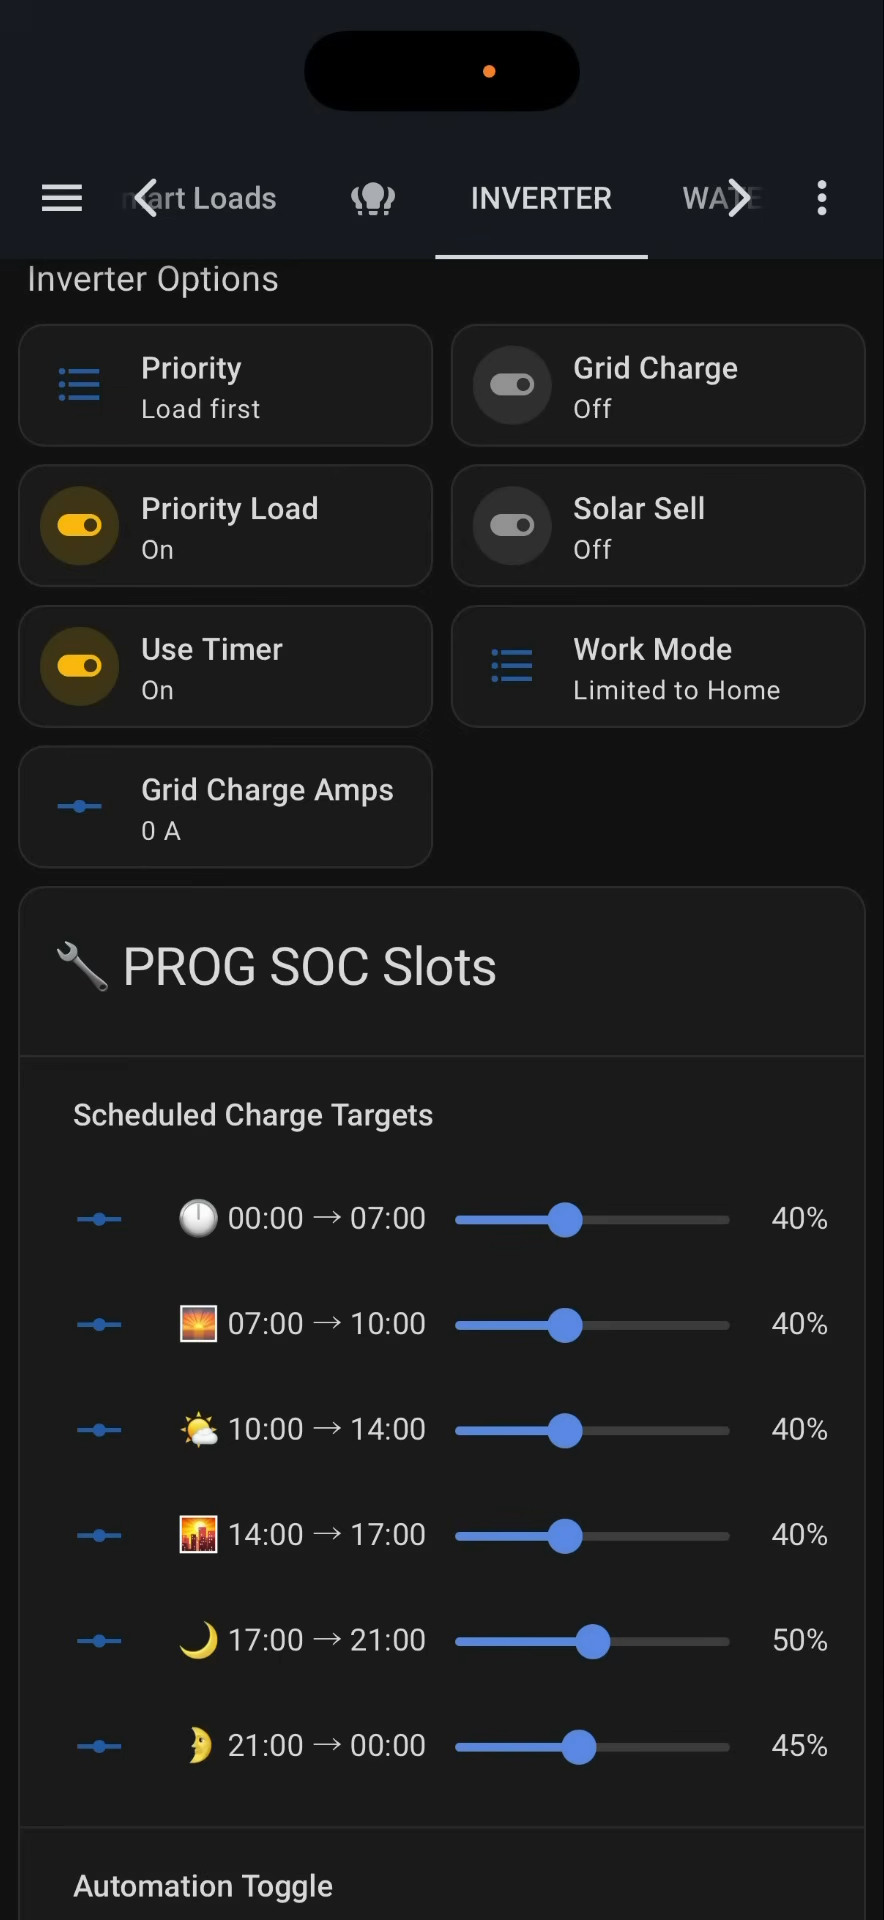 art Loads
INVERTER
WATE
Inverter Options
Priority
Load first
Grid Charge
Off
Priority Load
On
Solar Sell
Off
Use Timer
On
Work Mode
Limited to Home
Grid Charge Amps
0 A
PROG SOC Slots
Scheduled Charge Targets
00:00 → 07:00 40%
07:00 → 10:00 40%
10:00 → 14:00 40%
14:00 → 17:00 40%
17:00 → 21:00 50%
21:00 → 00:00 45%
Automation Toggle